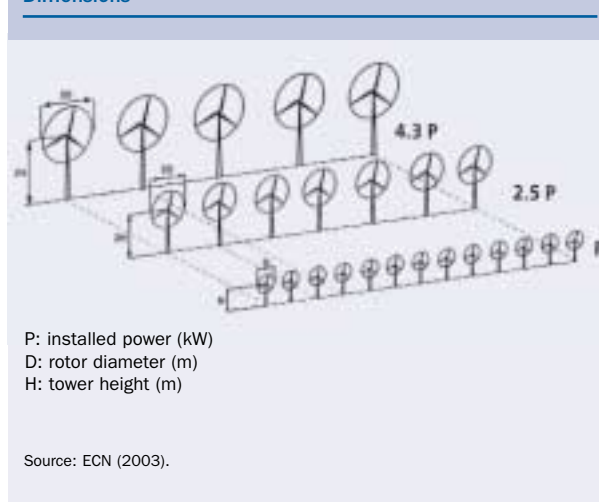 Dimensions
4.3 P
2.5 P
P
P: installed power (kW)
D: rotor diameter (m)
H: tower height (m)
Source: ECN (2003).